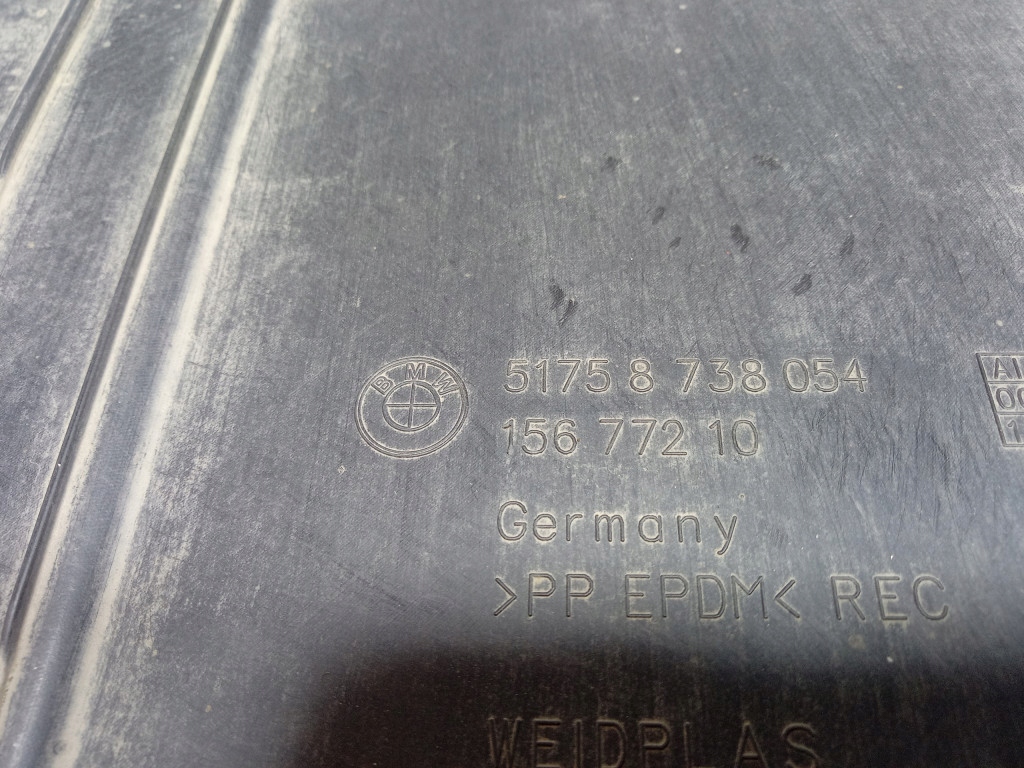 BMW
5175 8 738 054
156 772 10
Germany
>PP EPDM< REC
WEIDPLAS